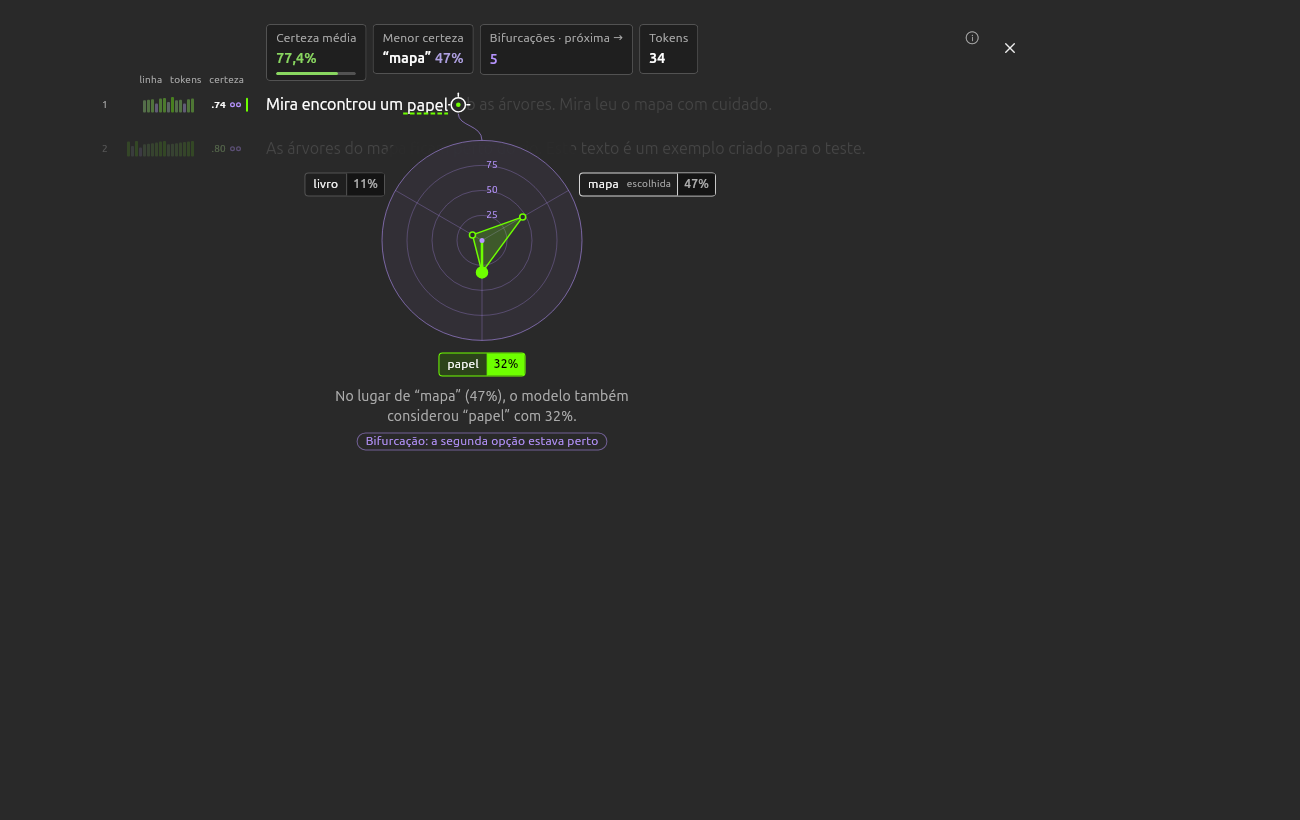 Certeza média
77,4%
Menor certeza
“mapa” 47%
Bifurcações · próxima →
5
Tokens
34
linha tokens certeza
1 .74 Mira encontrou um papel as árvores. Mira leu o mapa com cuidado.
2 .80 As árvores do texto é um exemplo criado para o teste.
75
50
25
livro 11%
mapa escolhida 47%
papel 32%
No lugar de “mapa” (47%), o modelo também
considerou “papel” com 32%.
Bifurcação: a segunda opção estava perto